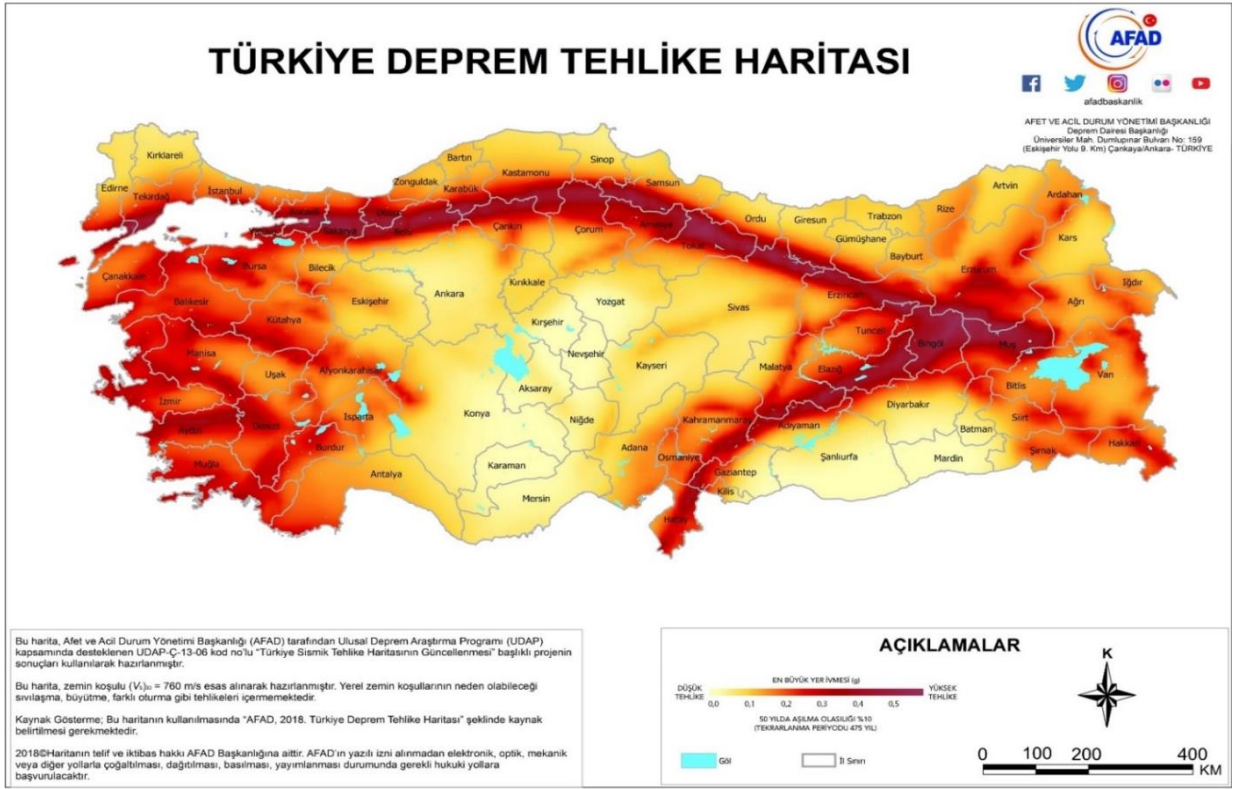 TÜRKİYE DEPREM TEHLİKE HARİTASI
AFAD
afadbaskanlik
AFET VE ACİL DURUM YÖNETİMİ BAŞKANLIĞI
Deprem Dairesi Başkanlığı
Üniversiler Mah. Dumlupınar Bulvarı No: 159
(Eskişehir Yolu 9. Km) Çankaya/Ankara- TÜRKİYE
Kırklareli
Edirne
Tekirdağ
İstanbul
Zonguldak
Bartın
Karabük
Kastamonu
Sinop
Samsun
Ordu
Giresun
Trabzon
Rize
Artvin
Ardahan
Kars
Gümüşhane
Bayburt
Erzurum
Iğdır
Ağrı
Sakarya
Bolu
Çankırı
Çorum
Amasya
Tokat
Çanakkale
Bursa
Bilecik
Balıkesir
Kütahya
Eskişehir
Ankara
Kırıkkale
Kırşehir
Yozgat
Sivas
Erzincan
Tunceli
Bingöl
Muş
Manisa
Uşak
Afyonkarahisar
Nevşehir
Kayseri
Malatya
Elazığ
Bitlis
Van
İzmir
Aydın
Denizli
Isparta
Konya
Aksaray
Niğde
Kahramanmaraş
Adıyaman
Diyarbakır
Batman
Siirt
Hakkari
Şırnak
Muğla
Burdur
Antalya
Karaman
Mersin
Adana
Osmaniye
Gaziantep
Kilis
Şanlıurfa
Mardin
Hatay
Bu harita, Afet ve Acil Durum Yönetimi Başkanlığı (AFAD) tarafından Ulusal Deprem Araştırma Programı (UDAP)
kapsamında desteklenen UDAP-Ç-13-06 kod no'lu "Türkiye Sismik Tehlike Haritasının Güncellenmesi" başlıklı projenin
sonuçları kullanılarak hazırlanmıştır.
Bu harita, zemin koşulu (Vₛ)₃₀ = 760 m/s esas alınarak hazırlanmıştır. Yerel zemin koşullarının neden olabileceği
sıvılaşma, büyütme, farklı oturma gibi tehlikeleri içermemektedir.
Kaynak Gösterme; Bu haritanın kullanılmasında "AFAD, 2018. Türkiye Deprem Tehlike Haritası" şeklinde kaynak
belirtilmesi gerekmektedir.
2018©Haritanın telif ve iktibas hakkı AFAD Başkanlığına aittir. AFAD'ın yazılı izni alınmadan elektronik, optik, mekanik
veya diğer yollarla çoğaltılması, dağıtılması, basılması, yayımlanması durumunda gerekli hukuki yollara
başvurulacaktır.
AÇIKLAMALAR
EN BÜYÜK YER İVMESİ (g)
DÜŞÜK
TEHLİKE
YÜKSEK
TEHLİKE
0,0 0,1 0,2 0,3 0,4 0,5
50 YILDA AŞILMA OLASILIĞI %10
(TEKRARLANMA PERİYODU 475 YIL)
Göl
İl Sınırı
K
0 100 200 400
KM